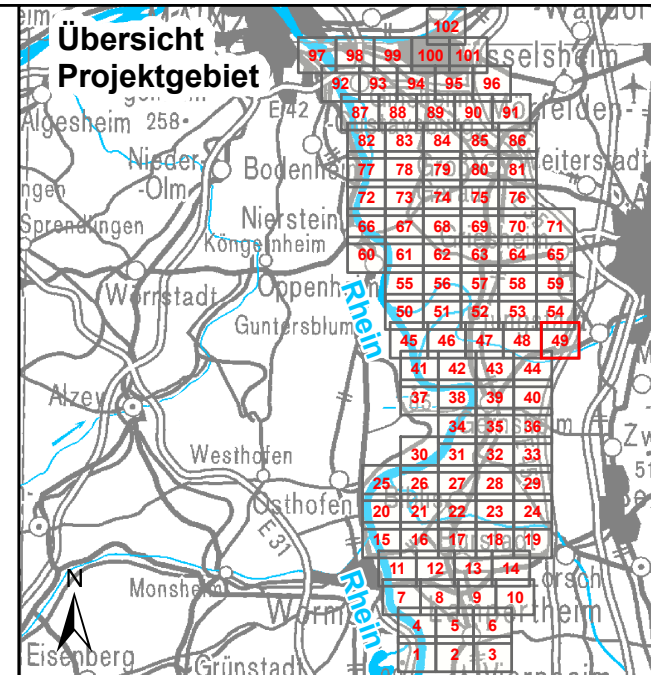 Übersicht
Projektgebiet
102
97 98 99 100 101
sselsheim
92 93 94 95 96
E 42
87 88 89 90 91
Algesheim 258
82 83 84 85 86
Nieder-
-Olm
Bodenheim
77 78 79 80 81
72 73 74 75 76
Sprendlingen
Nierstein
66 67 68 69 70 71
Köngernheim
60 61 62 63 64 65
Wörrstadt
Oppenheim
55 56 57 58 59
Rhein
50 51 52 53 54
Guntersblum
45 46 47 48 49
41 42 43 44
Alzey
37 38 39 40
34 35 36
Westhofen
30 31 32 33
25 26 27 28 29
Osthofen
20 21 22 23 24
E 31
15 16 17 18 19
N
11 12 13 14
orsch
Monsheim
Rhein
7 8 9 10
Worms
4 5 6
Eisenberg
Grünstadt
1 2 3